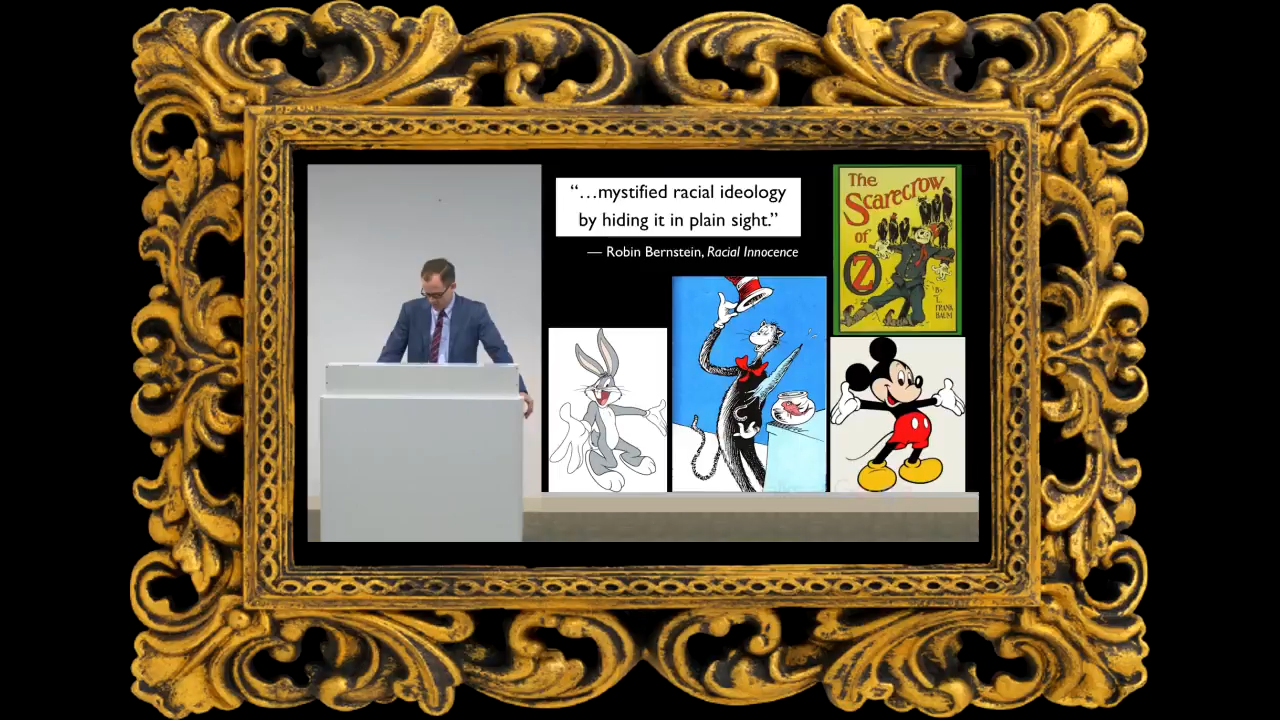 “…mystified racial ideology
by hiding it in plain sight.”
— Robin Bernstein, Racial Innocence
The
Scarecrow
of
OZ
By
L.
FRANK
BAUM